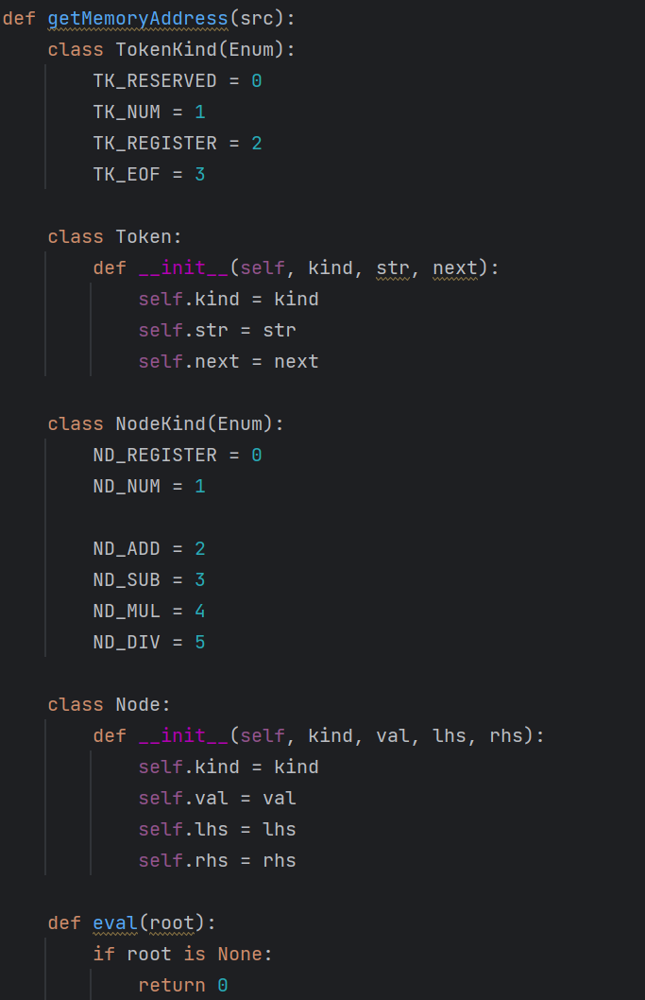 def getMemoryAddress(src):
    class TokenKind(Enum):
        TK_RESERVED = 0
        TK_NUM = 1
        TK_REGISTER = 2
        TK_EOF = 3

    class Token:
        def __init__(self, kind, str, next):
            self.kind = kind
            self.str = str
            self.next = next

    class NodeKind(Enum):
        ND_REGISTER = 0
        ND_NUM = 1

        ND_ADD = 2
        ND_SUB = 3
        ND_MUL = 4
        ND_DIV = 5

    class Node:
        def __init__(self, kind, val, lhs, rhs):
            self.kind = kind
            self.val = val
            self.lhs = lhs
            self.rhs = rhs

    def eval(root):
        if root is None:
            return 0